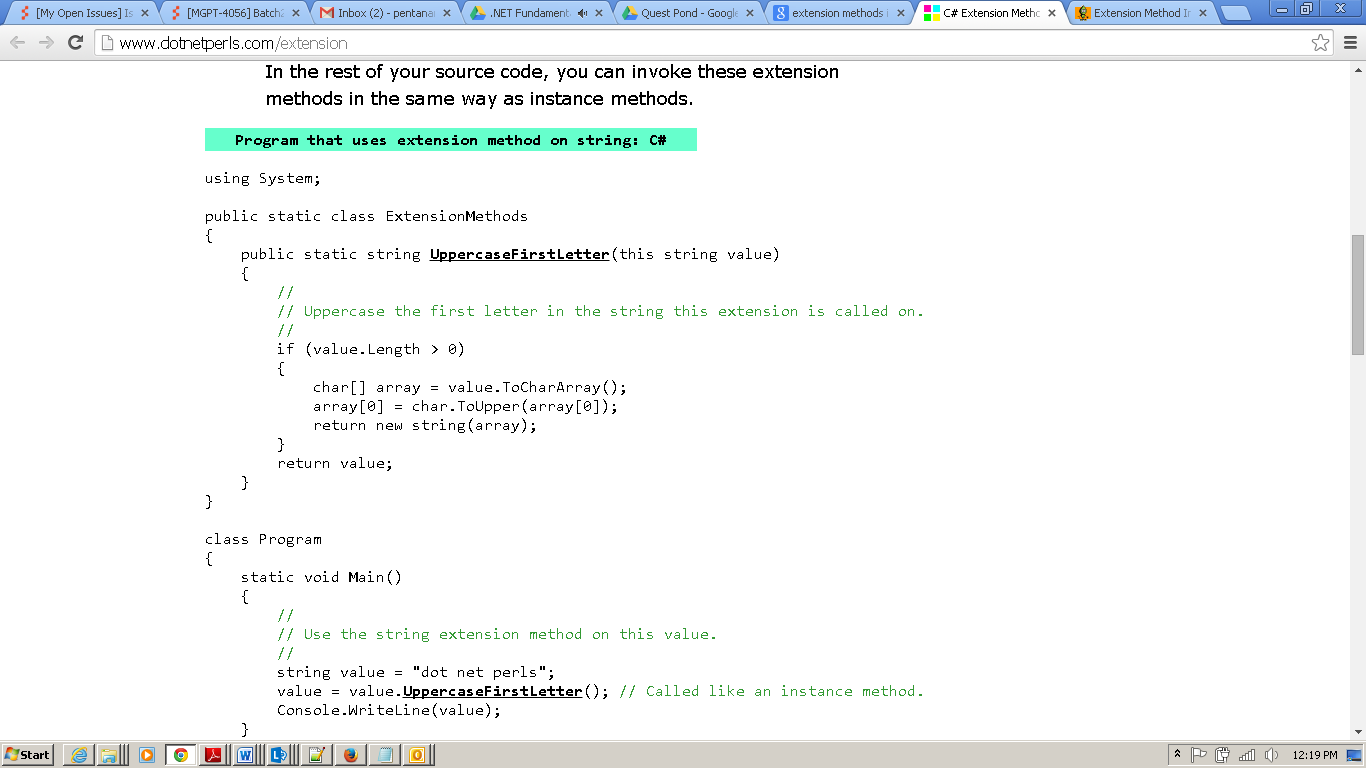 [My Open Issues] Is
[MGPT-4056] Batch
Inbox (2) - pentana
.NET Fundament
Quest Pond - Google
extension methods
C# Extension Metho
Extension Method In
www.dotnetperls.com/extension
In the rest of your source code, you can invoke these extension
methods in the same way as instance methods.
Program that uses extension method on string: C#
using System;
public static class ExtensionMethods
{
public static string UppercaseFirstLetter(this string value)
{
//
// Uppercase the first letter in the string this extension is called on.
//
if (value.Length > 0)
{
char[] array = value.ToCharArray();
array[0] = char.ToUpper(array[0]);
return new string(array);
}
return value;
}
}
class Program
{
static void Main()
{
//
// Use the string extension method on this value.
//
string value = "dot net perls";
value = value.UppercaseFirstLetter(); // Called like an instance method.
Console.WriteLine(value);
}
Start
12:19 PM